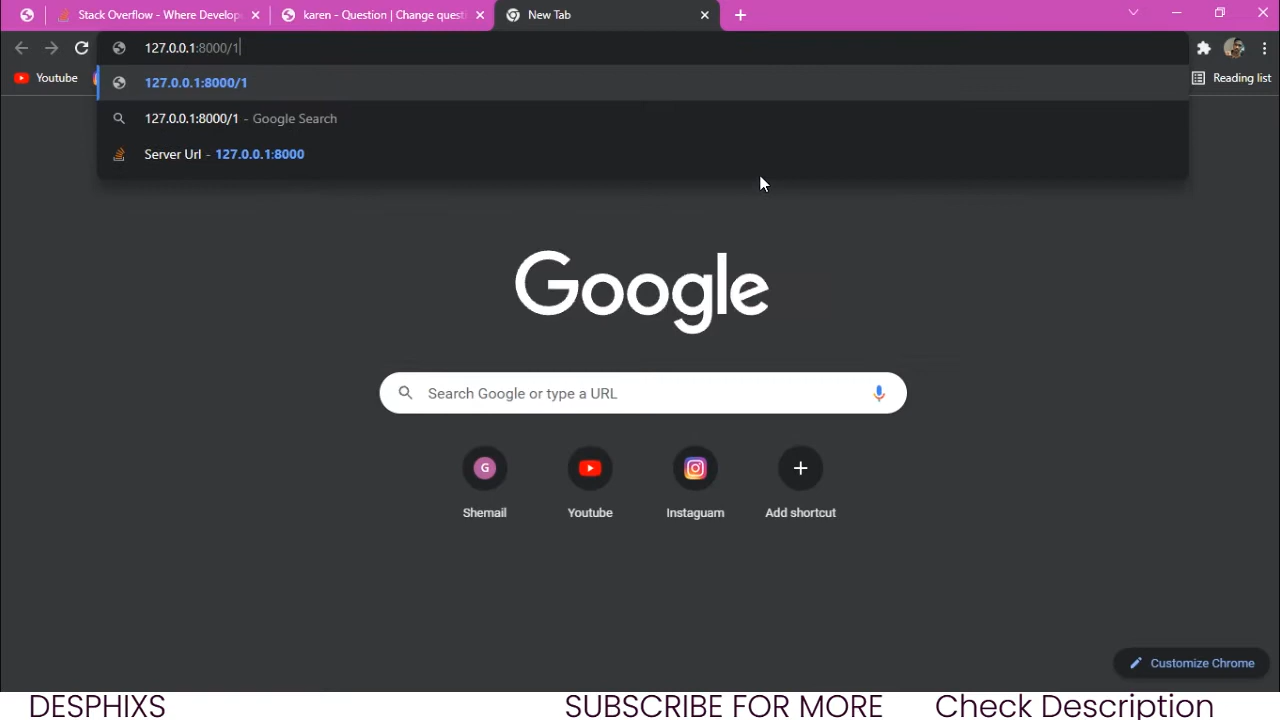 Stack Overflow - Where Develop
karen - Question | Change quest
New Tab
127.0.0.1:8000/1
Youtube
Reading list
127.0.0.1:8000/1
127.0.0.1:8000/1 - Google Search
Server Url - 127.0.0.1:8000
Google
Search Google or type a URL
G
Shemail
Youtube
Instaguam
Add shortcut
Customize Chrome
DESPHIXS
SUBSCRIBE FOR MORE
Check Description